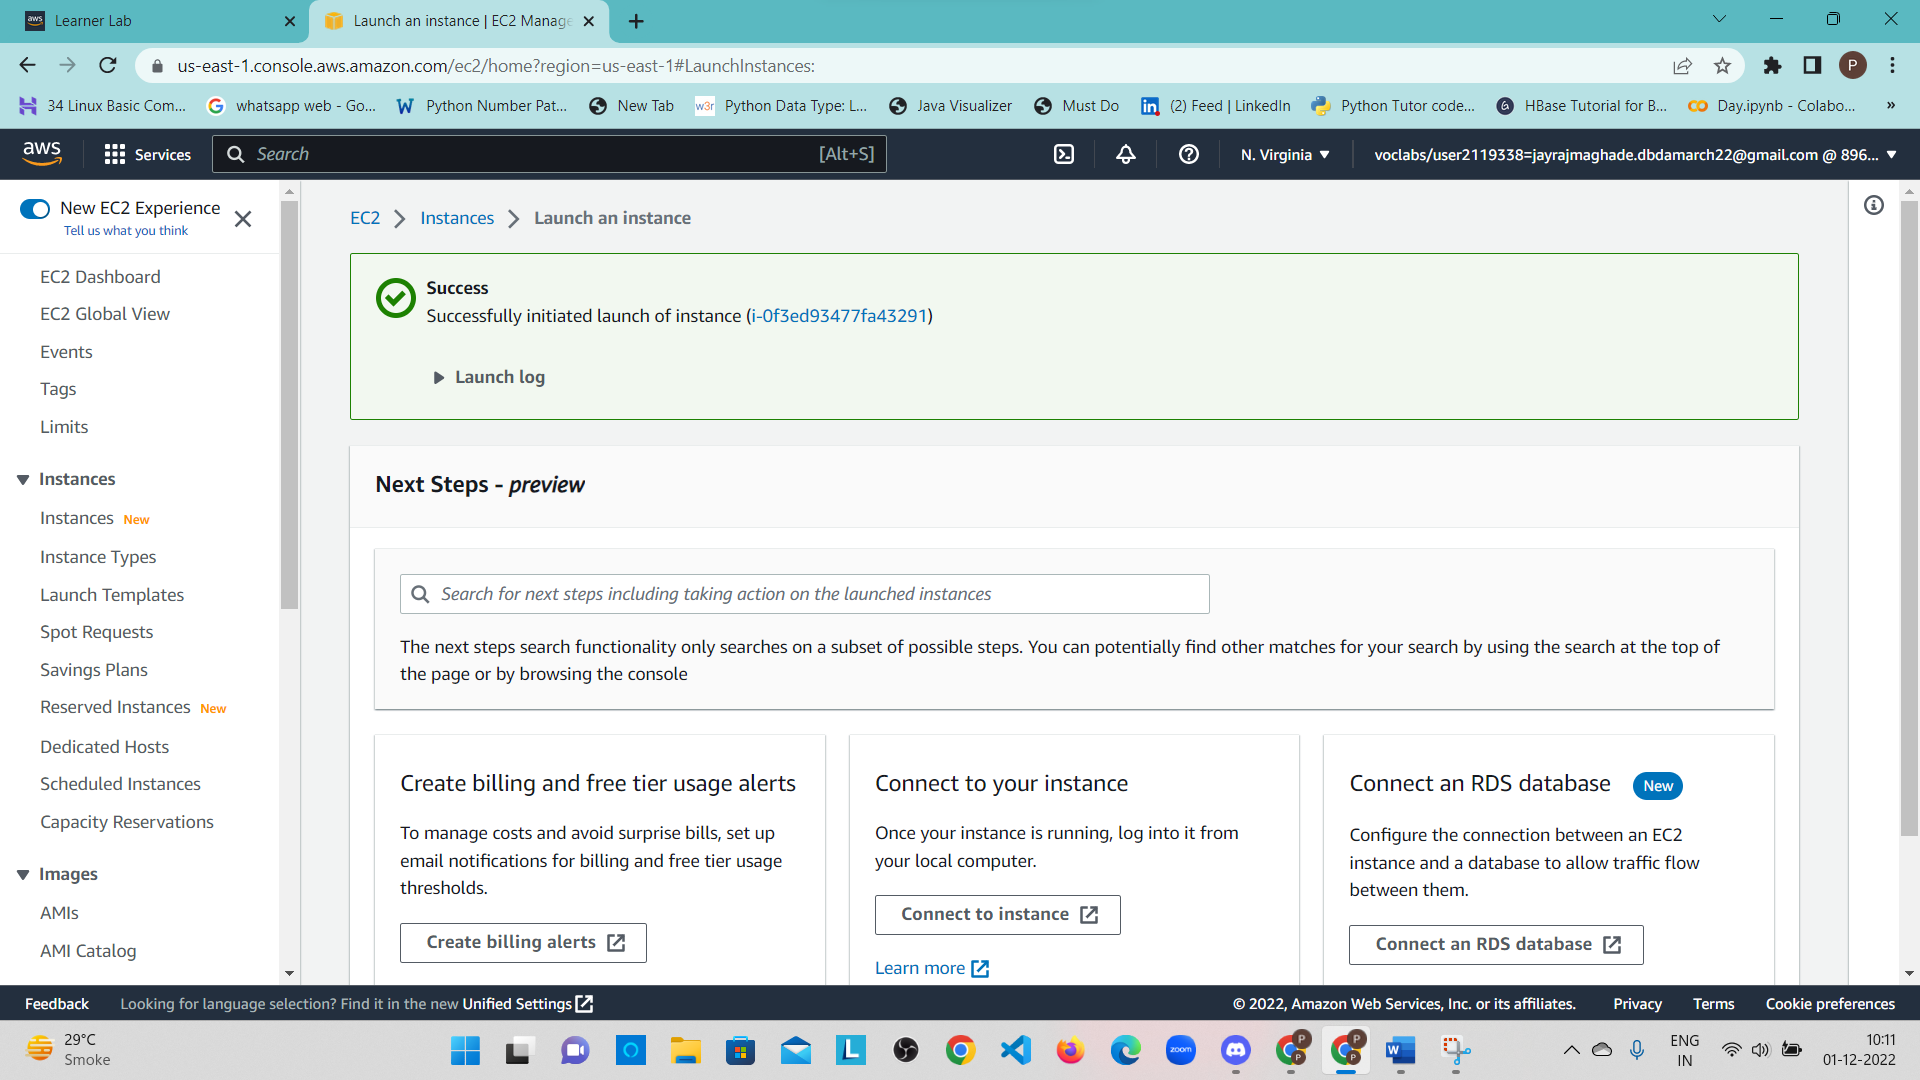 Learner Lab
Launch an instance | EC2 Manage
us-east-1.console.aws.amazon.com/ec2/home?region=us-east-1#LaunchInstances:
P
34 Linux Basic Com...
whatsapp web - Go...
Python Number Pat...
New Tab
w3r
Python Data Type: L...
Java Visualizer
Must Do
(2) Feed | LinkedIn
Python Tutor code...
HBase Tutorial for B...
Day.ipynb - Colabo...
»
aws
Services
Search
[Alt+S]
N. Virginia
voclabs/user2119338=jayrajmaghade.dbdamarch22@gmail.com @ 896...
New EC2 Experience
Tell us what you think
EC2 Dashboard
EC2 Global View
Events
Tags
Limits
Instances
Instances New
Instance Types
Launch Templates
Spot Requests
Savings Plans
Reserved Instances New
Dedicated Hosts
Scheduled Instances
Capacity Reservations
Images
AMIs
AMI Catalog
EC2 > Instances > Launch an instance
Success
Successfully initiated launch of instance (i-0f3ed93477fa43291)
Launch log
Next Steps - preview
Search for next steps including taking action on the launched instances
The next steps search functionality only searches on a subset of possible steps. You can potentially find other matches for your search by using the search at the top of
the page or by browsing the console
Create billing and free tier usage alerts
To manage costs and avoid surprise bills, set up
email notifications for billing and free tier usage
thresholds.
Create billing alerts
Connect to your instance
Once your instance is running, log into it from
your local computer.
Connect to instance
Learn more
Connect an RDS database New
Configure the connection between an EC2
instance and a database to allow traffic flow
between them.
Connect an RDS database
Feedback
Looking for language selection? Find it in the new Unified Settings
© 2022, Amazon Web Services, Inc. or its affiliates.
Privacy
Terms
Cookie preferences
29°C
Smoke
zoom
ENG
IN
10:11
01-12-2022